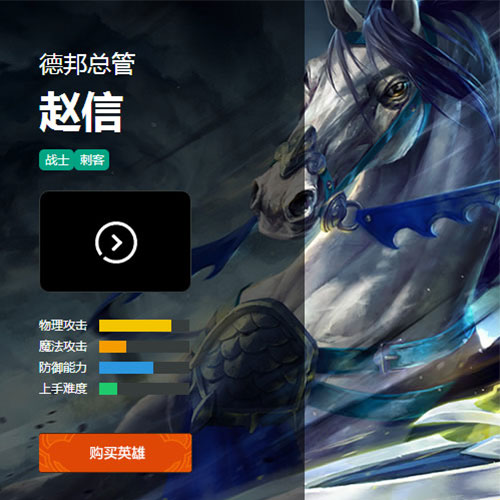 德邦总管
赵信
战士 刺客
物理攻击
魔法攻击
防御能力
上手难度
购买英雄